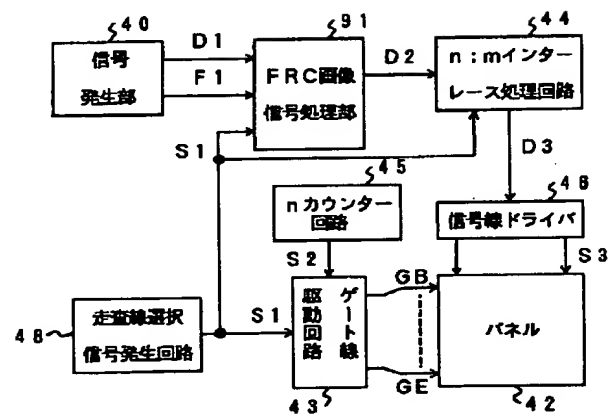 40
信号
発生部
D1
F1
91
FRC画像
信号処理部
D2
44
n:mインター
レース処理回路
S1
D3
45
nカウンター
回路
S2
46
信号線ドライバ
S3
48
走査線選択
信号発生回路
S1
ゲート線
駆動回路
43
GB
GE
パネル
42